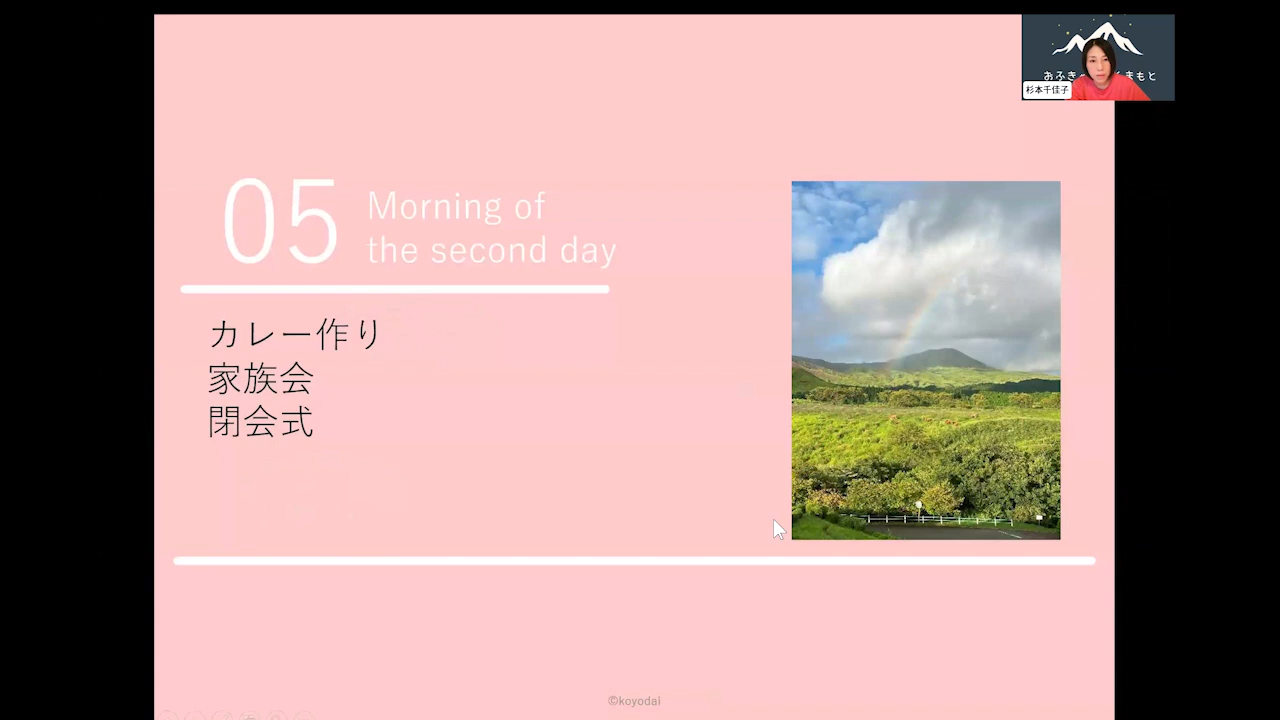 05
Morning of
the second day
カレー作り
家族会
閉会式
杉本千佳子
©koyodai